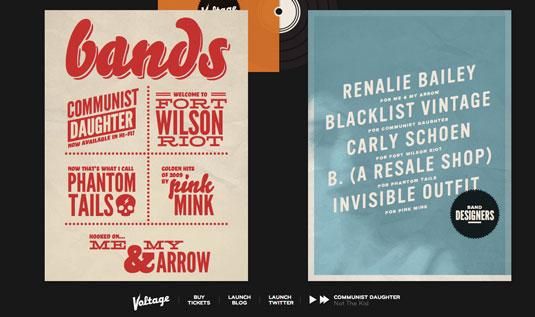 Voltage
bands
COMMUNIST
DAUGHTER
NOW AVAILABLE IN HI-FI!
WELCOME TO
FORT
WILSON
RIOT
NOW THAT'S WHAT I CALL
PHANTOM
TAILS
GOLDEN HITS
OF 2009
BY pink
MINK
HOOKED ON...
ME MY
& ARROW
RENALIE BAILEY
FOR ME & MY ARROW
BLACKLIST VINTAGE
FOR COMMUNIST DAUGHTER
CARLY SCHOEN
FOR FORT WILSON RIOT
B. (A RESALE SHOP)
FOR PHANTOM TAILS
INVISIBLE OUTFIT
FOR PINK MINK
BAND
DESIGNERS
Voltage
BUY
TICKETS
LAUNCH
BLOG
LAUNCH
TWITTER
COMMUNIST DAUGHTER
Not The Kid